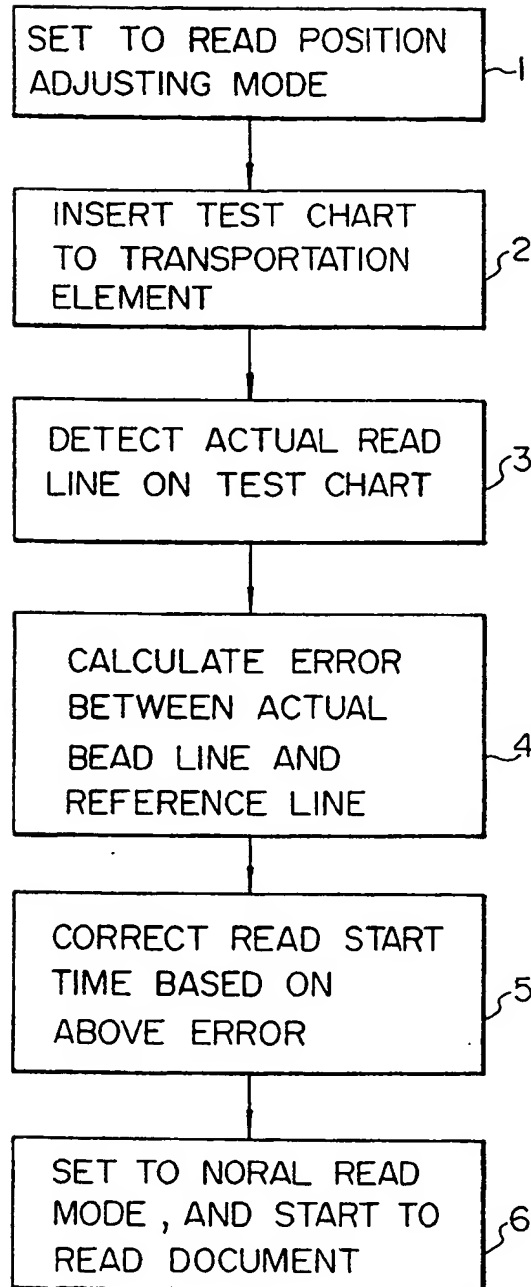 SET TO READ POSITION
ADJUSTING MODE
1
INSERT TEST CHART
TO TRANSPORTATION
ELEMENT
2
DETECT ACTUAL READ
LINE ON TEST CHART
3
CALCULATE ERROR
BETWEEN ACTUAL
BEAD LINE AND
REFERENCE LINE
4
CORRECT READ START
TIME BASED ON
ABOVE ERROR
5
SET TO NORAL READ
MODE , AND START TO
READ DOCUMENT
6